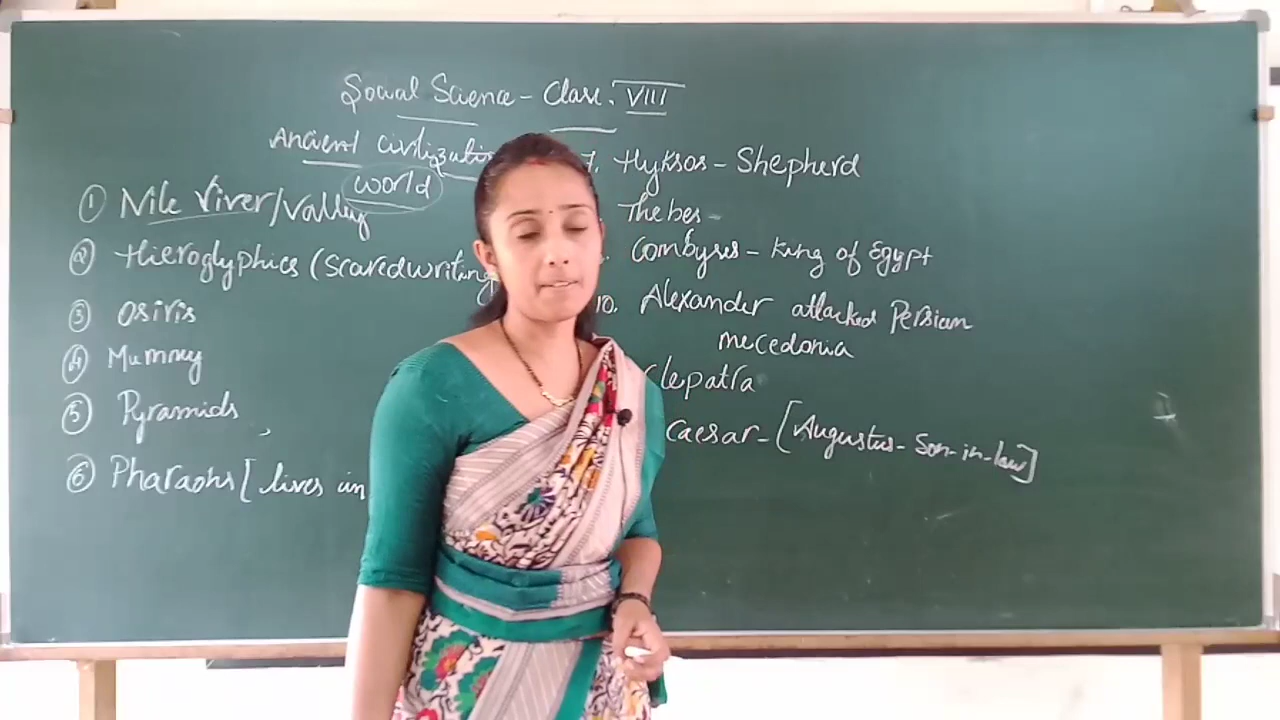 Social Science - Class. VIII
Ancient civilization
world
① Nile River/Valley
② Hieroglyphics (Scaredwriting
③ Osiris
④ Mummy
⑤ Pyramids
⑥ Pharaohs [lives in
7. Hyksos - Shepherd
Thebes -
Combyses - King of Egypt
10. Alexander attacked Persian
mecedonia
Clepatra
Caesar - [Augustus - Son-in-law]